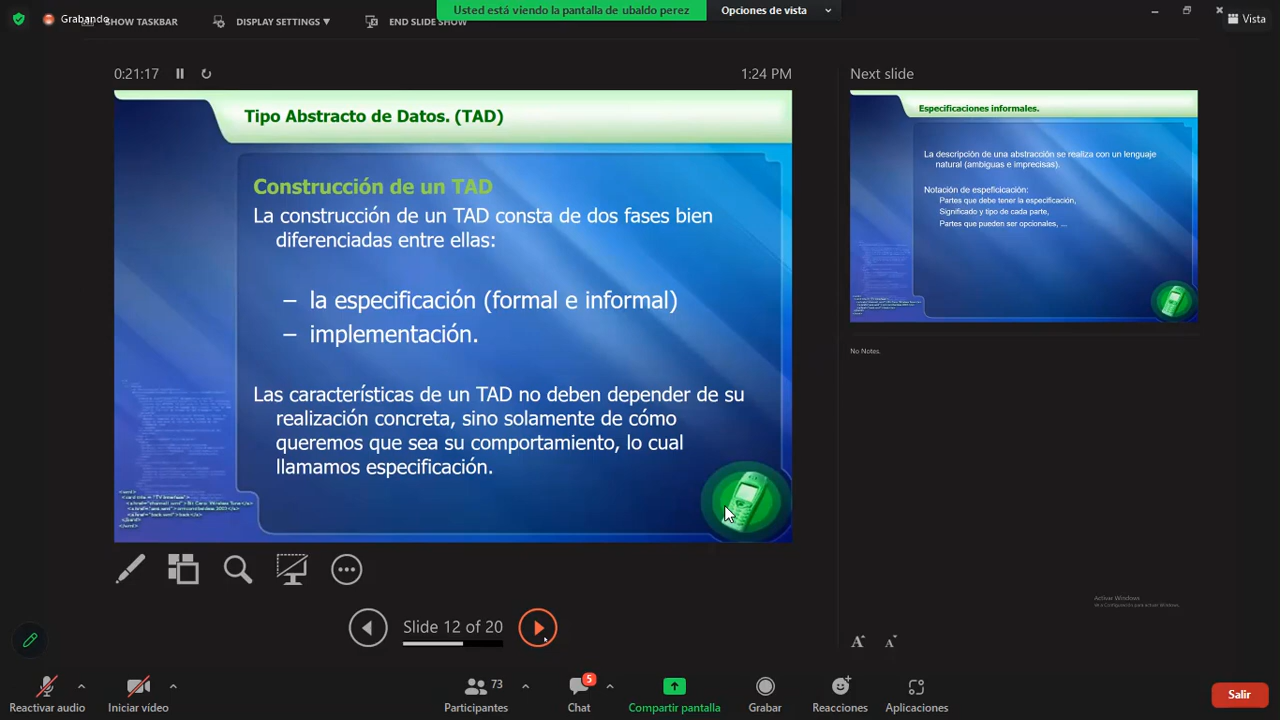 Grabando
SHOW TASKBAR
DISPLAY SETTINGS ▼
END SLIDE SHOW
Usted está viendo la pantalla de ubaldo perez
Opciones de vista
Vista
0:21:17
1:24 PM
Next slide
Tipo Abstracto de Datos. (TAD)
Construcción de un TAD
La construcción de un TAD consta de dos fases bien
diferenciadas entre ellas:
– la especificación (formal e informal)
– implementación.
Las características de un TAD no deben depender de su
realización concreta, sino solamente de cómo
queremos que sea su comportamiento, lo cual
llamamos especificación.
Especificaciones informales.
La descripción de una abstracción se realiza con un lenguaje
natural (ambiguas e imprecisas).
Notación de espeficicación:
Partes que debe tener la especificación,
Significado y tipo de cada parte,
Partes que pueden ser opcionales, ...
No Notes.
Slide 12 of 20
Activar Windows
A A
Reactivar audio
Iniciar vídeo
73
Participantes
5
Chat
Compartir pantalla
Grabar
Reacciones
Aplicaciones
Salir